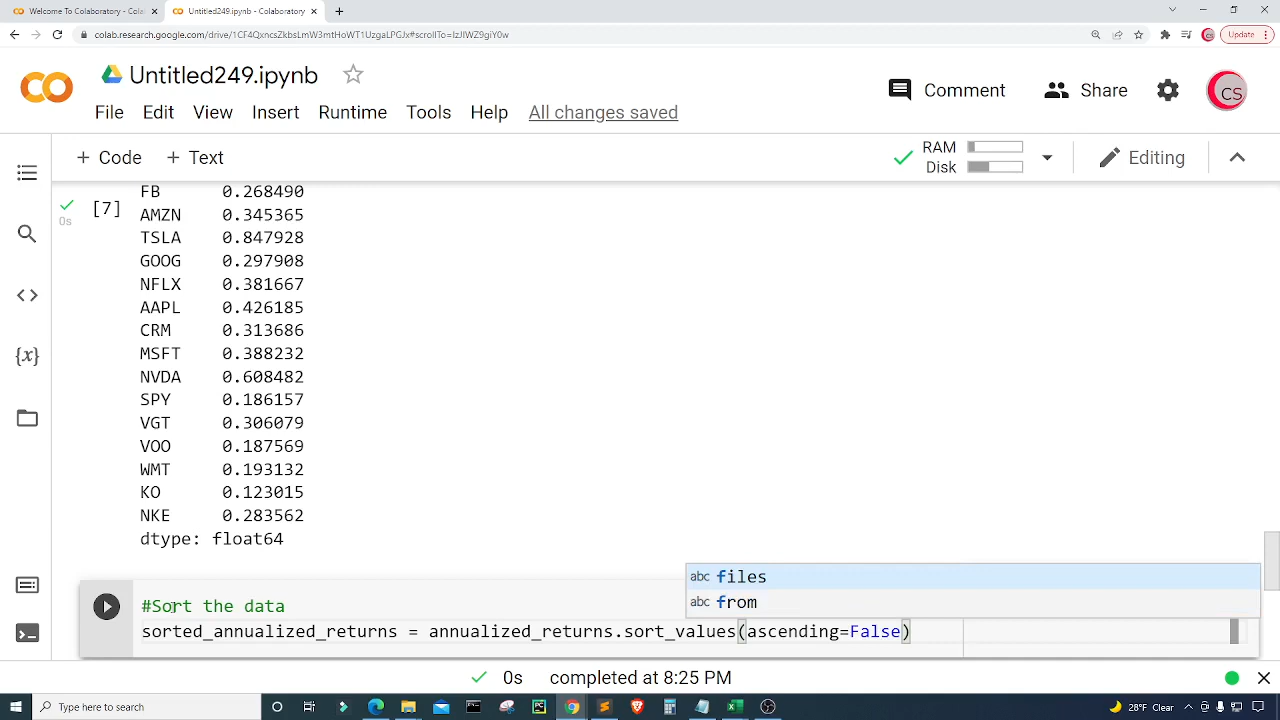 Welcome To Colaboratory - Colab
Untitled249.ipynb - Colaboratory
colab.research.google.com/drive/1CF4QxncsZkbsLmW3mtHoWT1UzgaLPGJx#scrollTo=IzJIWZ9giY0w
Update
Untitled249.ipynb
CS
Comment
Share
File Edit View Insert Runtime Tools Help All changes saved
+ Code + Text
RAM
Disk
Editing
0s
[7]
FB 0.268490
AMZN 0.345365
TSLA 0.847928
GOOG 0.297908
NFLX 0.381667
AAPL 0.426185
CRM 0.313686
MSFT 0.388232
NVDA 0.608482
SPY 0.186157
VGT 0.306079
VOO 0.187569
WMT 0.193132
KO 0.123015
NKE 0.283562
dtype: float64
abc files
abc from
#Sort the data
sorted_annualized_returns = annualized_returns.sort_values(ascending=False)
0s completed at 8:25 PM
Type here to search
28°F Clear